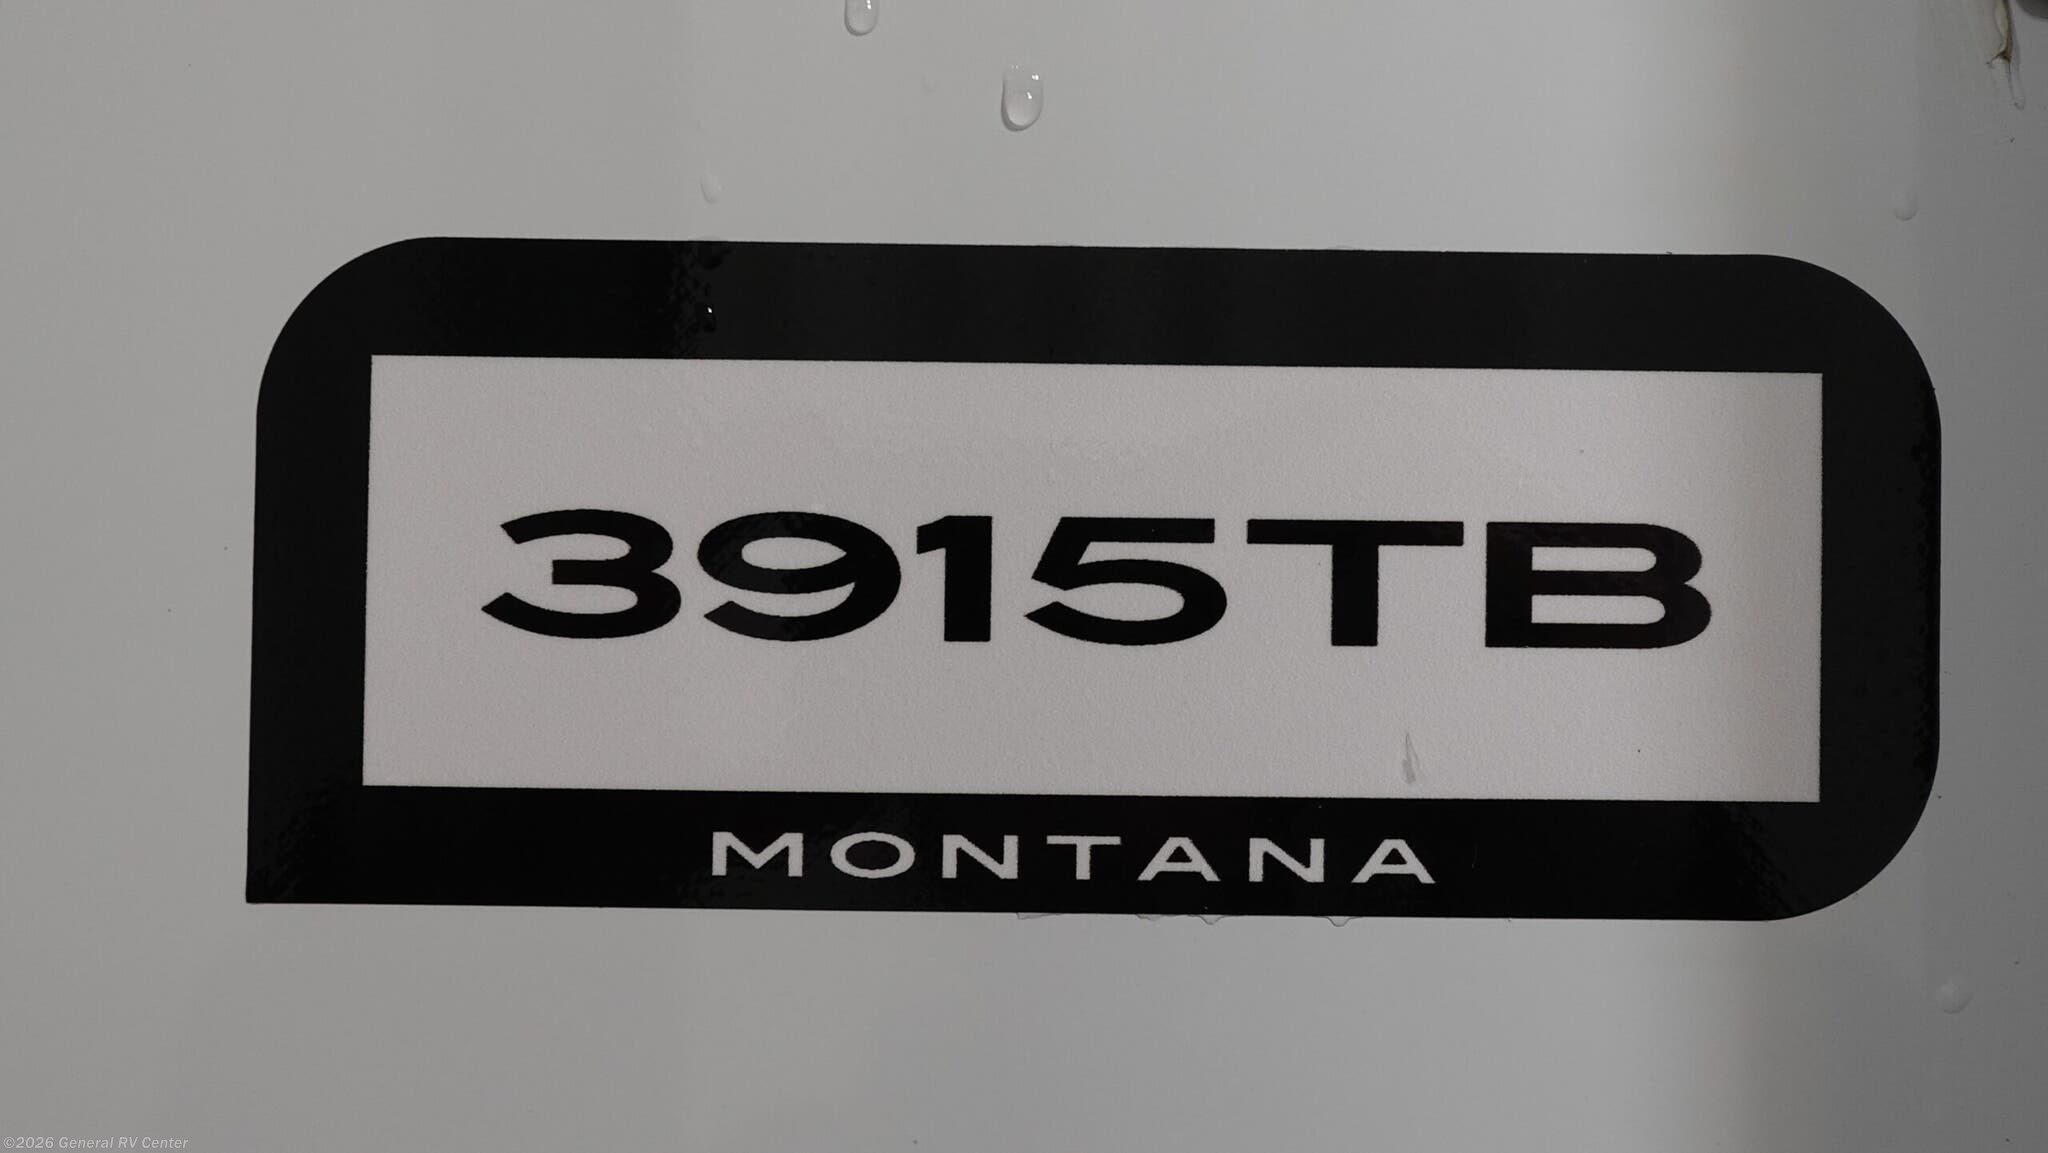 3915TB
MONTANA
©2026 General RV Center